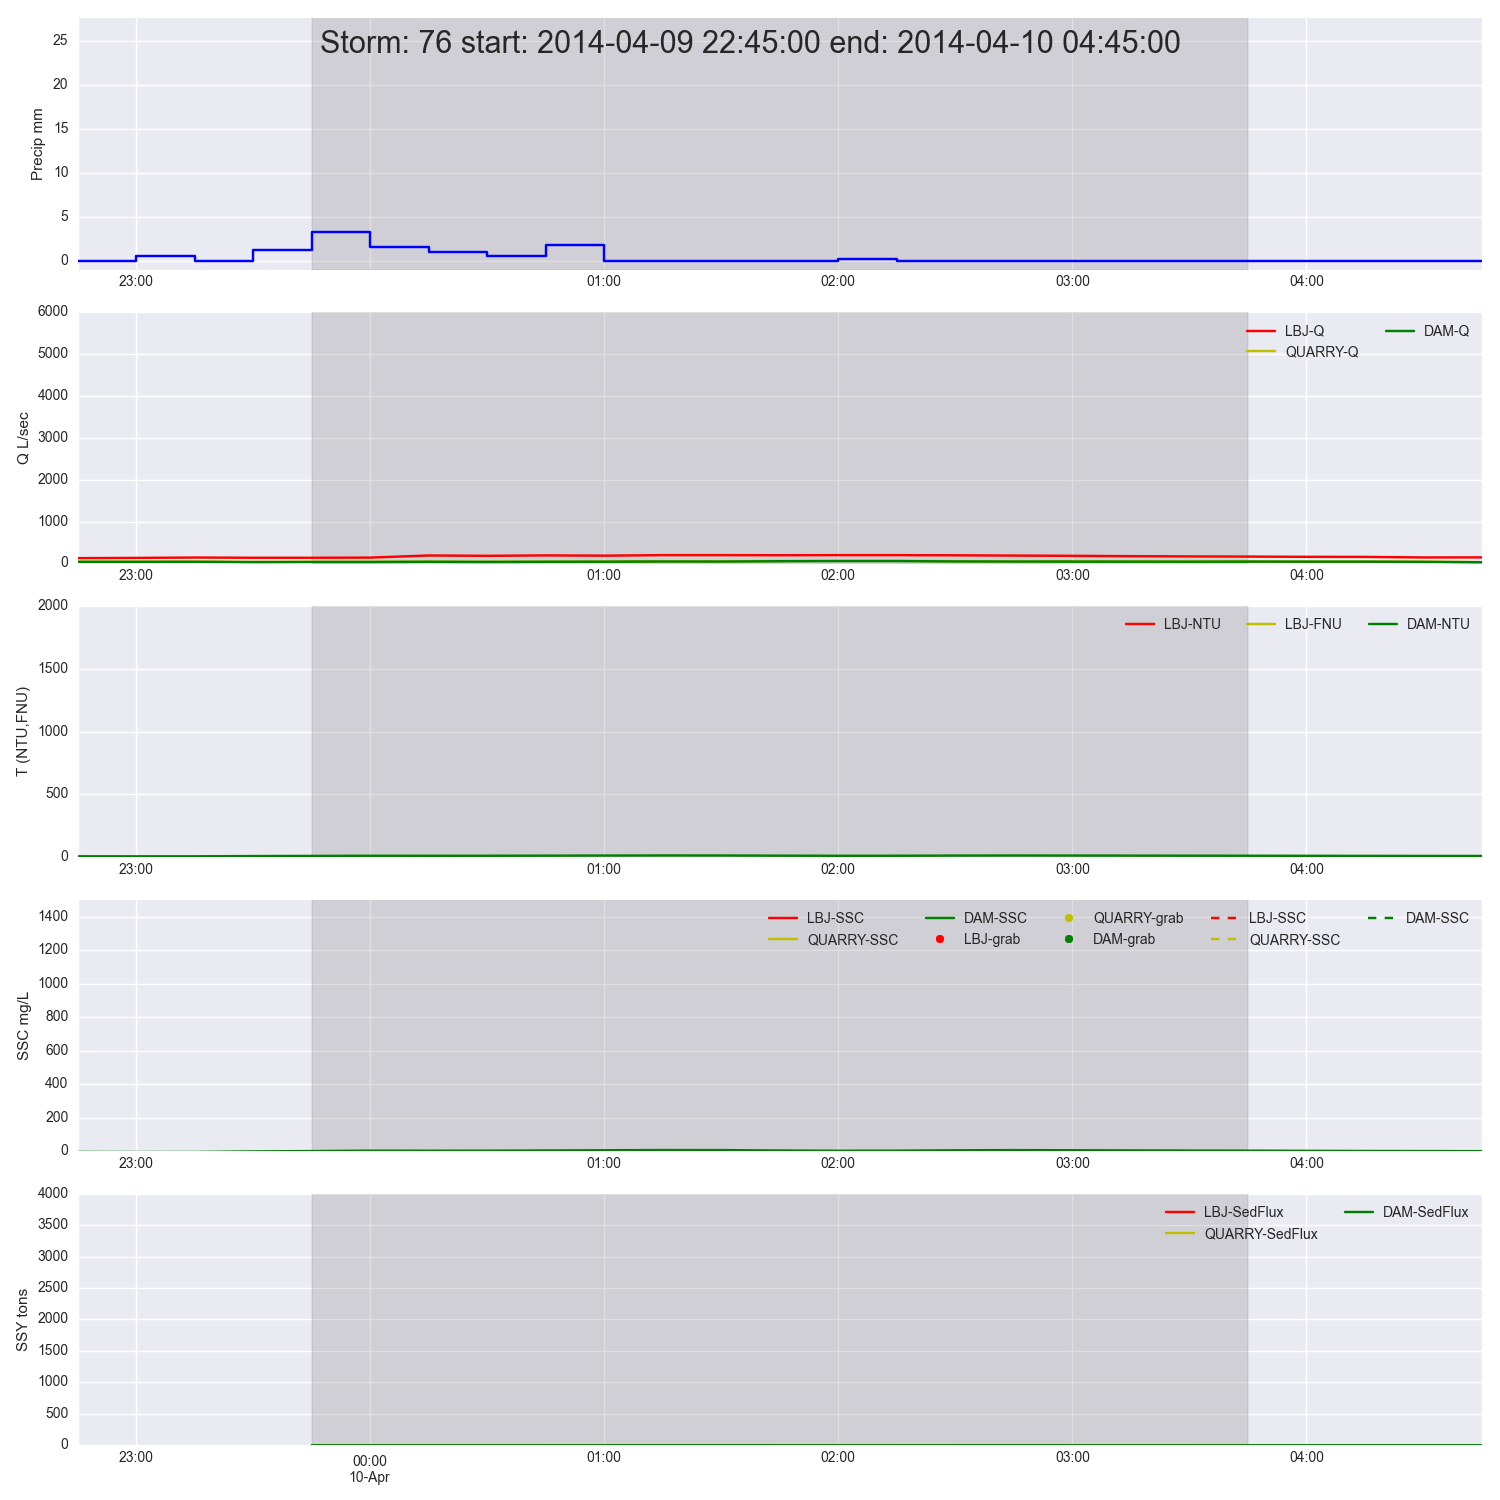 Storm: 76 start: 2014-04-09 22:45:00 end: 2014-04-10 04:45:00
25
20
15
10
5
0
Precip mm
23:00 01:00 02:00 03:00 04:00
6000
5000
4000
3000
2000
1000
0
Q L/sec
LBJ-Q DAM-Q
QUARRY-Q
23:00 01:00 02:00 03:00 04:00
2000
1500
1000
500
0
T (NTU,FNU)
LBJ-NTU LBJ-FNU DAM-NTU
23:00 01:00 02:00 03:00 04:00
1400
1200
1000
800
600
400
200
0
SSC mg/L
LBJ-SSC DAM-SSC QUARRY-grab LBJ-SSC DAM-SSC
QUARRY-SSC LBJ-grab DAM-grab QUARRY-SSC
23:00 01:00 02:00 03:00 04:00
4000
3500
3000
2500
2000
1500
1000
500
0
SSY tons
LBJ-SedFlux DAM-SedFlux
QUARRY-SedFlux
23:00 00:00 01:00 02:00 03:00 04:00
10-Apr